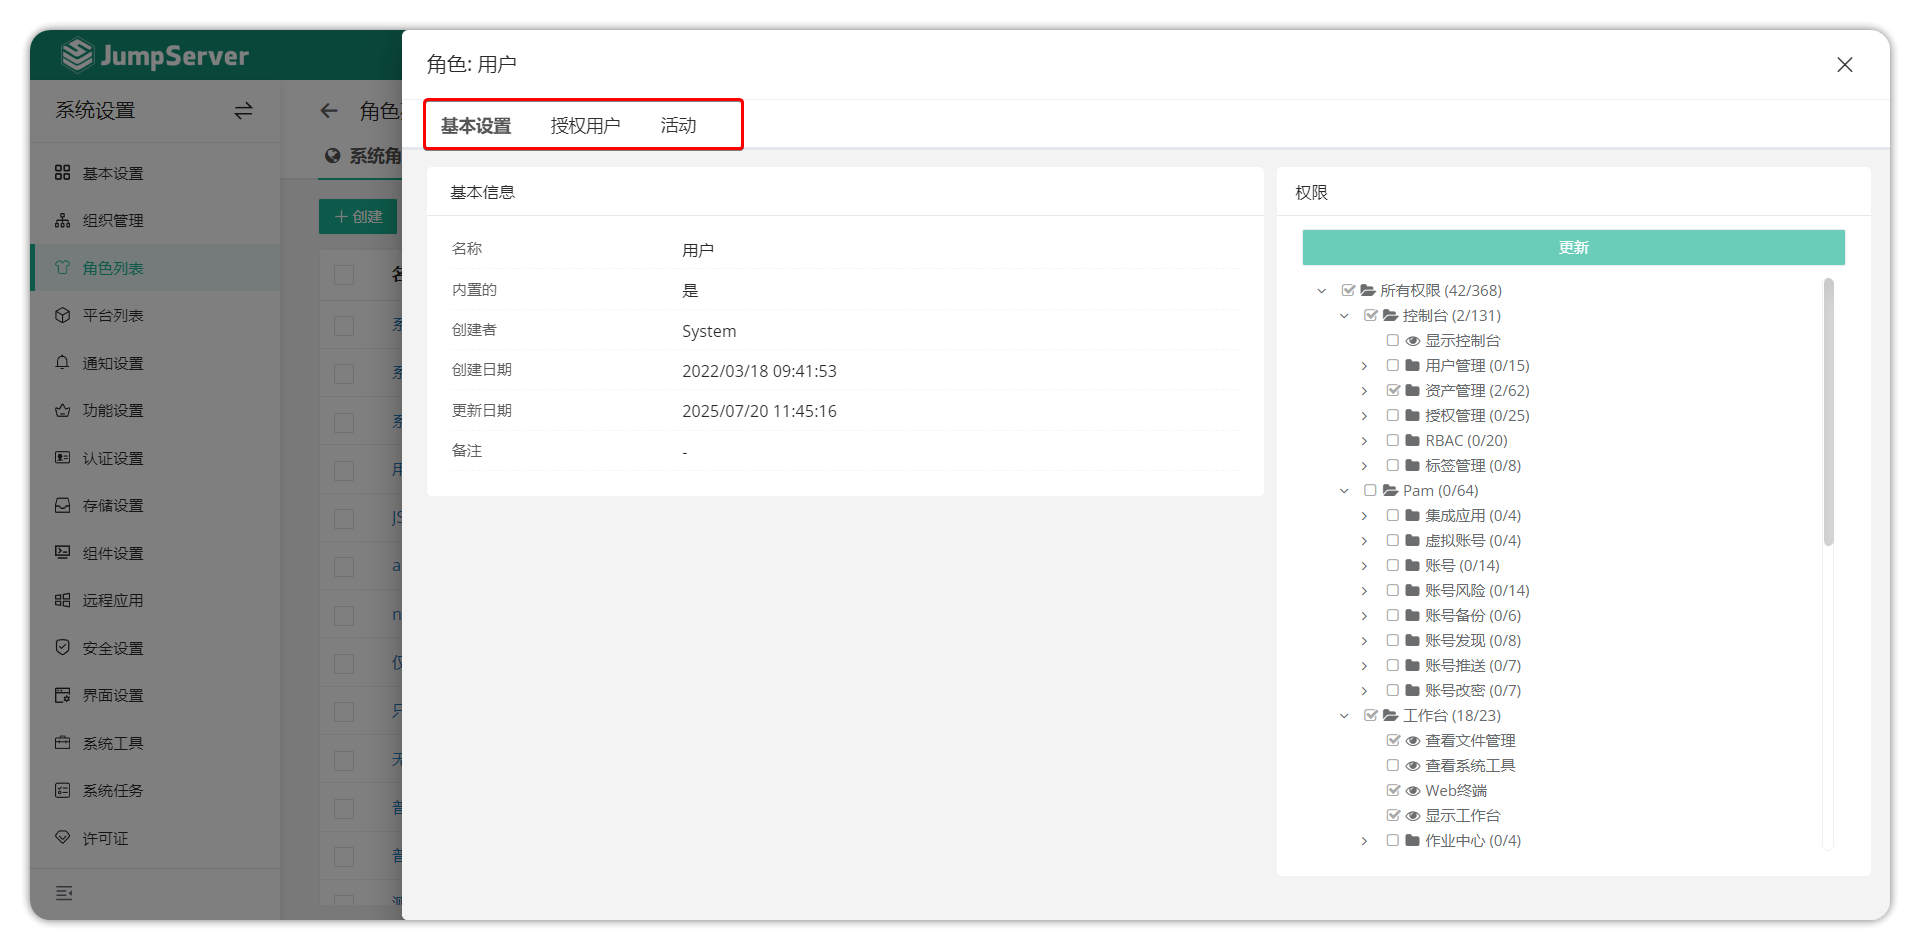 JumpServer
系统设置
基本设置
组织管理
角色列表
平台列表
通知设置
功能设置
认证设置
存储设置
组件设置
远程应用
安全设置
界面设置
系统工具
系统任务
许可证
角色
系统角
创建
系
系
系
用
JS
a
n
仅
只
无
普
普
角色: 用户
基本设置 授权用户 活动
基本信息
名称 用户
内置的 是
创建者 System
创建日期 2022/03/18 09:41:53
更新日期 2025/07/20 11:45:16
备注 -
权限
更新
所有权限 (42/368)
控制台 (2/131)
显示控制台
用户管理 (0/15)
资产管理 (2/62)
授权管理 (0/25)
RBAC (0/20)
标签管理 (0/8)
Pam (0/64)
集成应用 (0/4)
虚拟账号 (0/4)
账号 (0/14)
账号风险 (0/14)
账号备份 (0/6)
账号发现 (0/8)
账号推送 (0/7)
账号改密 (0/7)
工作台 (18/23)
查看文件管理
查看系统工具
Web终端
显示工作台
作业中心 (0/4)